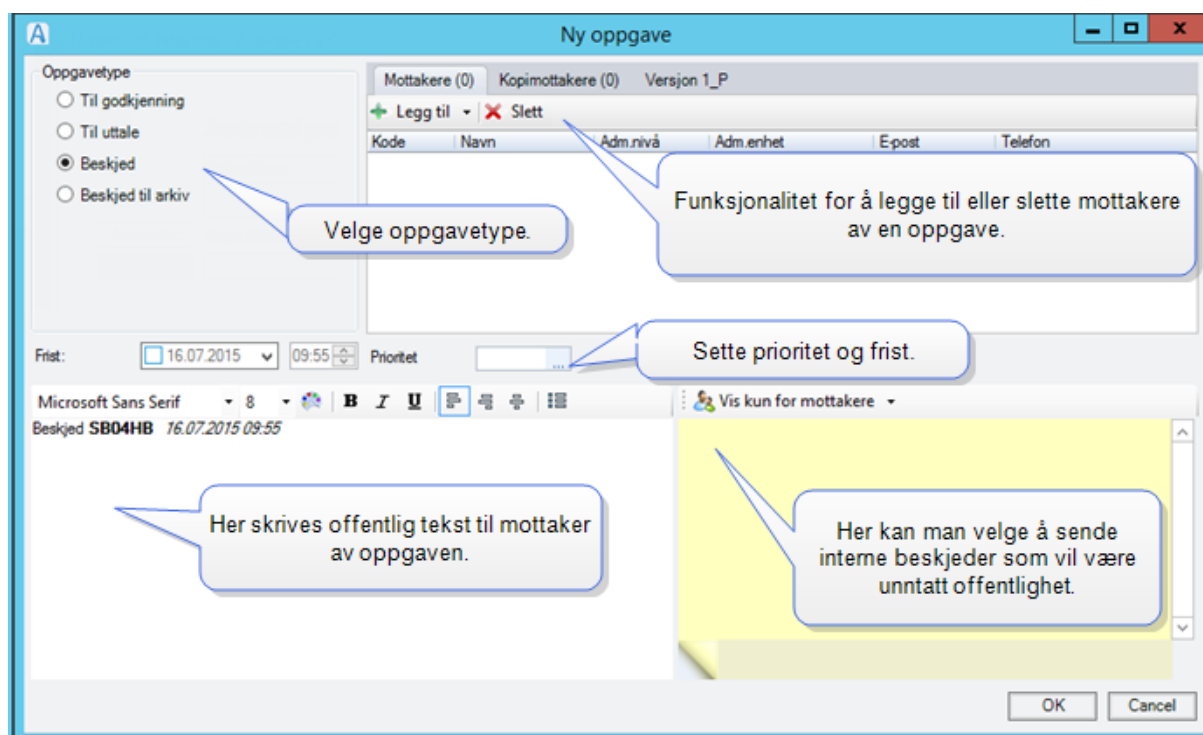 A
Ny oppgave
Oppgavetype
Til godkjenning
Til uttale
Beskjed
Beskjed til arkiv
Velge oppgavetype.
Mottakere (0) Kopimottakere (0) Versjon 1_P
Legg til Slett
Kode Navn Adm.nivå Adm.enhet E-post Telefon
Funksjonalitet for å legge til eller slette mottakere
av en oppgave.
Frist: 16.07.2015 09:55 Prioritet ...
Sette prioritet og frist.
Microsoft Sans Serif 8 B I U
Vis kun for mottakere
Beskjed SB04HB 16.07.2015 09:55
Her skrives offentlig tekst til mottaker
av oppgaven.
Her kan man velge å sende
interne beskjeder som vil være
unntatt offentlighet.
OK Cancel